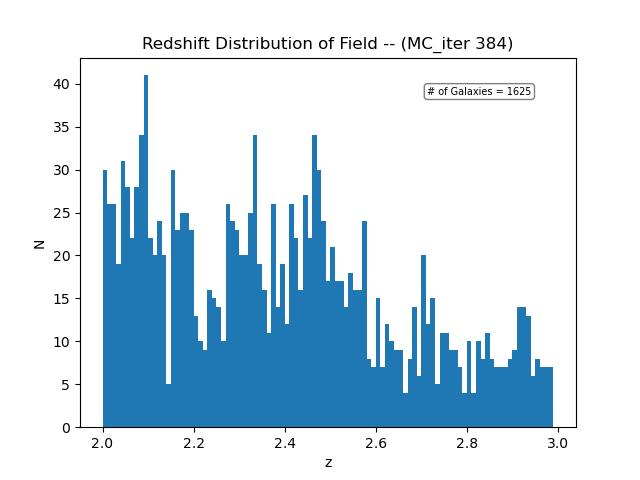 Redshift Distribution of Field -- (MC_iter 384)
# of Galaxies = 1625
N
40
35
30
25
20
15
10
5
0
2.0 2.2 2.4 2.6 2.8 3.0
z